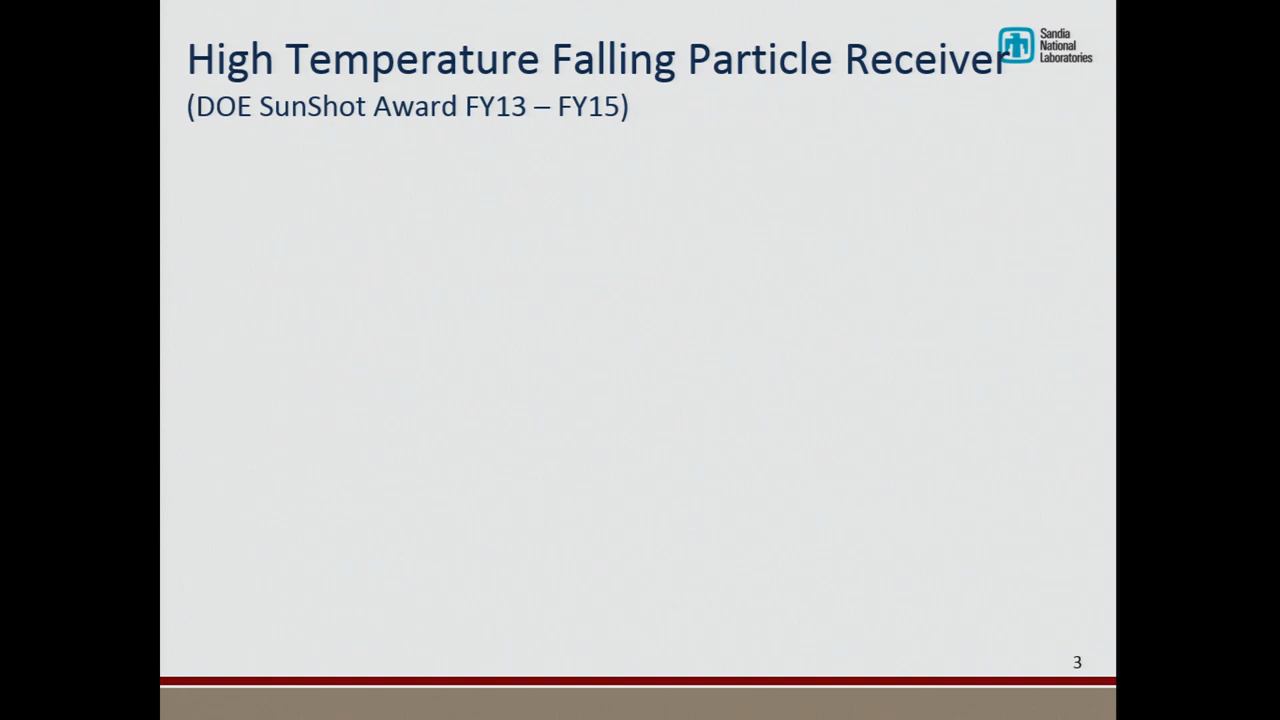 High Temperature Falling Particle Receiver
(DOE SunShot Award FY13 – FY15)
Sandia
National
Laboratories
3